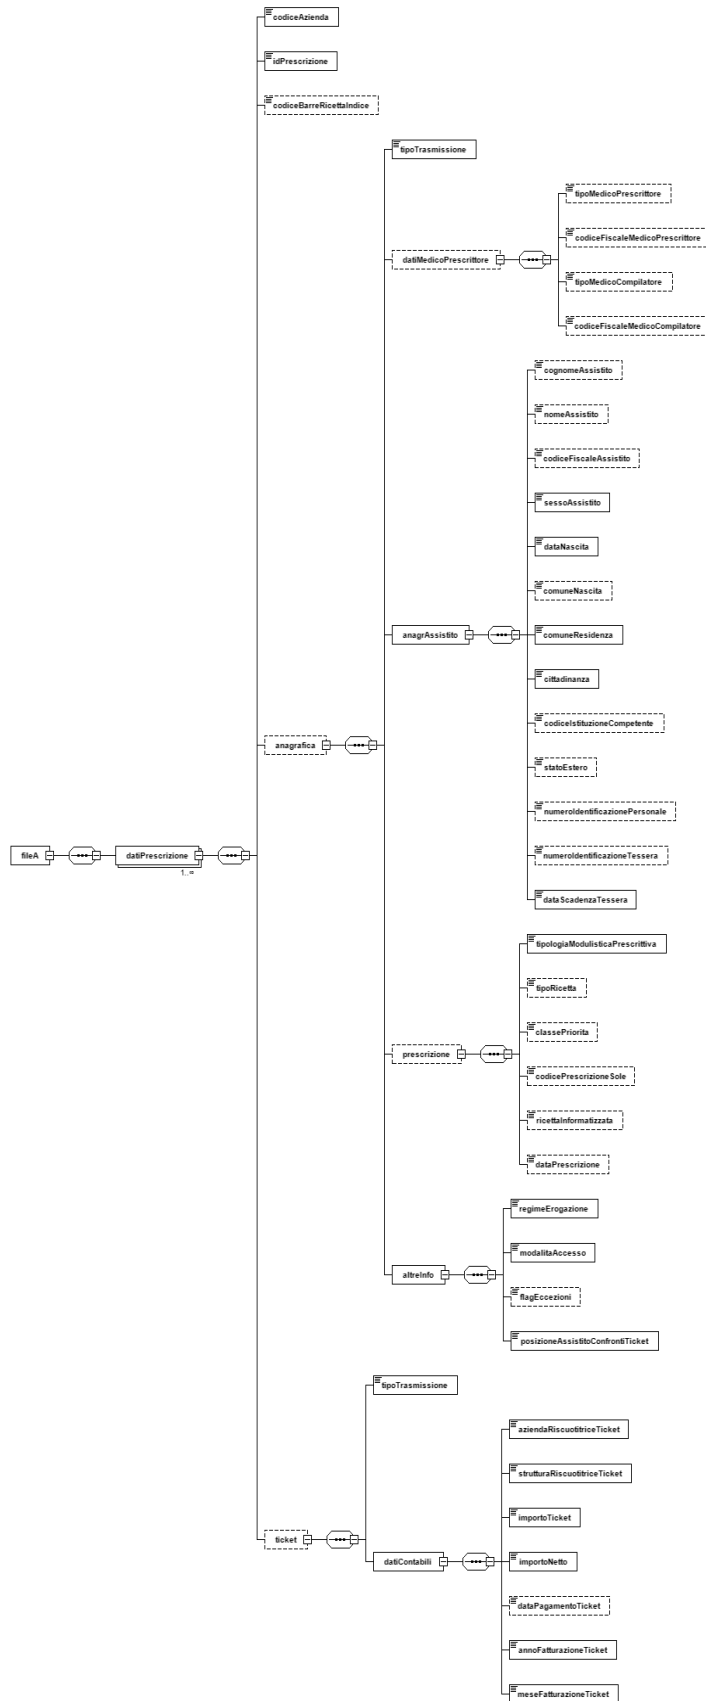 codiceAzienda
idPrescrizione
codiceBarreRicettaIndice
tipoTrasmissione
tipoMedicoPrescrittore
codiceFiscaleMedicoPrescrittore
datiMedicoPrescrittore
tipoMedicoCompilatore
codiceFiscaleMedicoCompilatore
cognomeAssistito
nomeAssistito
codiceFiscaleAssistito
sessoAssistito
dataNascita
comuneNascita
anagrAssistito
comuneResidenza
cittadinanza
codiceIstituzioneCompetente
anagrafica
statoEstero
numeroIdentificazionePersonale
fileA
datiPrescrizione
1..∞
numeroIdentificazioneTessera
dataScadenzaTessera
tipologiaModulisticaPrescrittiva
tipoRicetta
classePriorita
prescrizione
codicePrescrizioneSole
ricettaInformatizzata
dataPrescrizione
regimeErogazione
modalitaAccesso
altreInfo
flagEccezioni
posizioneAssistitoConfrontiTicket
tipoTrasmissione
aziendaRiscuotitriceTicket
strutturaRiscuotitriceTicket
importoTicket
ticket
datiContabili
importoNetto
dataPagamentoTicket
annoFatturazioneTicket
meseFatturazioneTicket